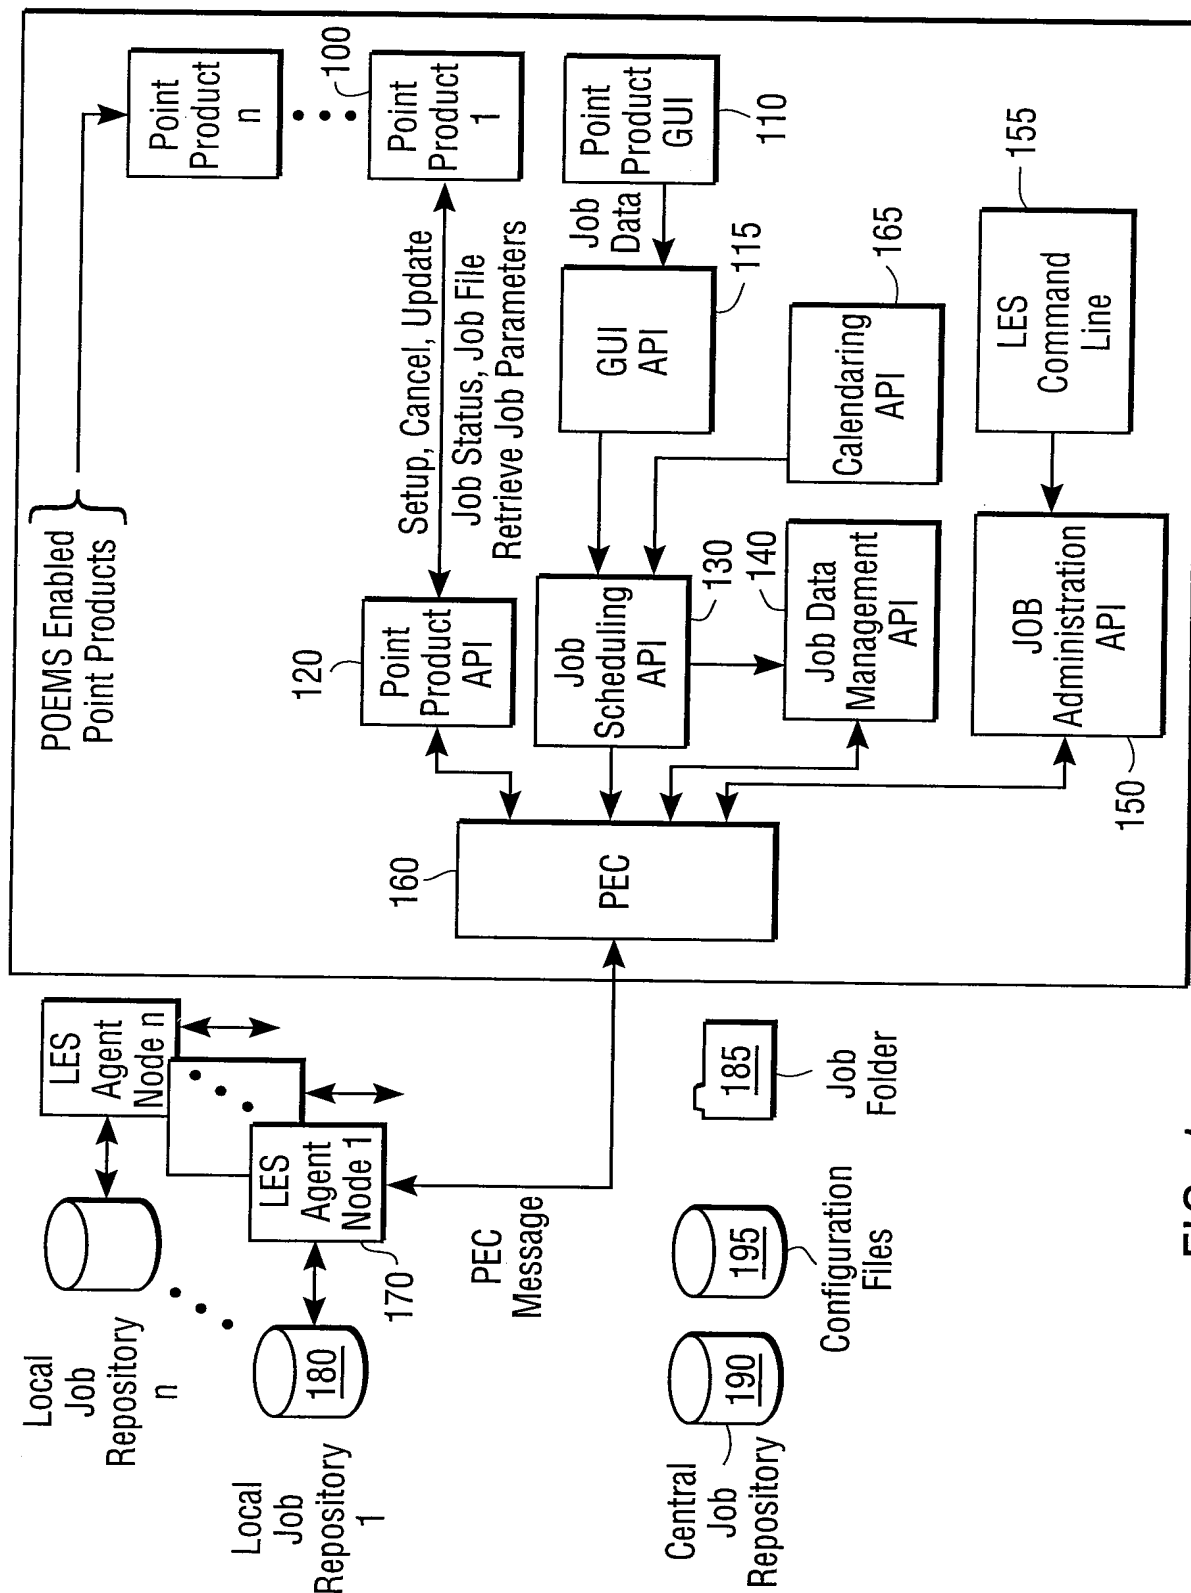 POEMS Enabled
Point Products
Point
Product
n
100
Point
Product
1
Setup, Cancel, Update
Job Status, Job File
Retrieve Job Parameters
120
Point
Product
API
Point
Product
GUI
110
Job
Data
GUI
API
115
Job
Scheduling
API
130
Calendaring
API
165
140
Job Data
Management
API
LES
Command
Line
155
JOB
Administration
API
150
160
PEC
LES
Agent
Node n
LES
Agent
Node 1
170
PEC
Message
Local
Job
Repository
n
180
Local
Job
Repository
1
185
Job
Folder
195
Configuration
Files
190
Central
Job
Repository